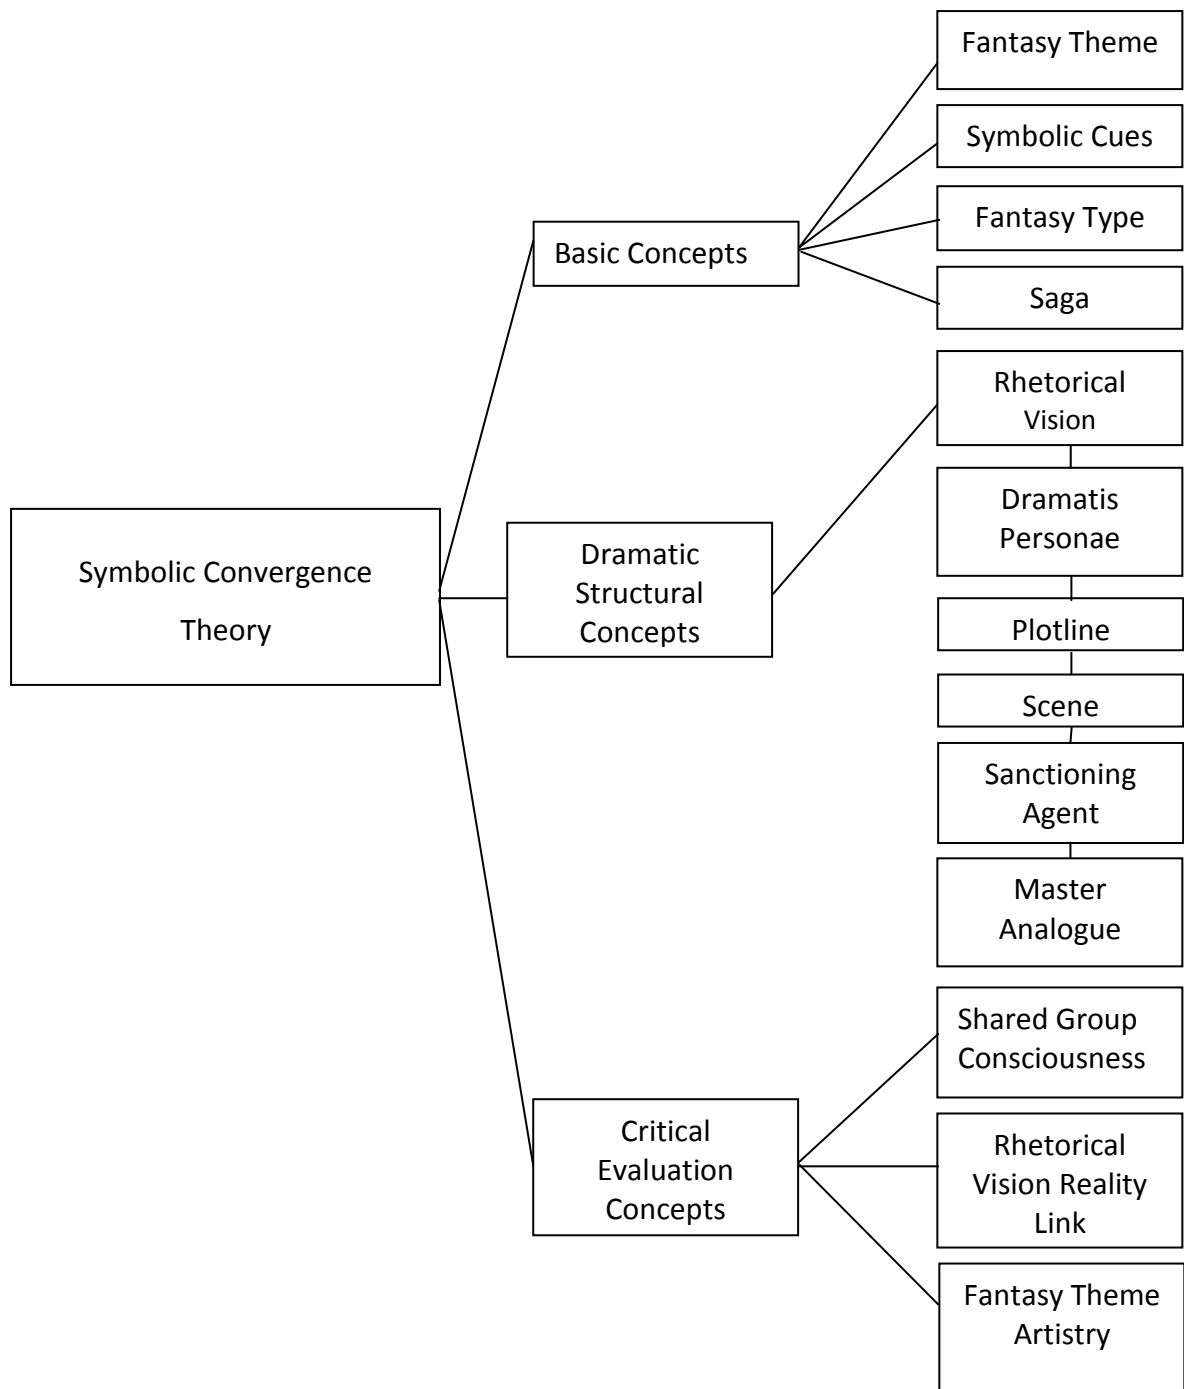 Fantasy Theme
Symbolic Cues
Fantasy Type
Basic Concepts
Saga
Rhetorical
Vision
Dramatis
Personae
Symbolic Convergence
Theory
Dramatic
Structural
Concepts
Plotline
Scene
Sanctioning
Agent
Master
Analogue
Shared Group
Consciousness
Critical
Evaluation
Concepts
Rhetorical
Vision Reality
Link
Fantasy Theme
Artistry